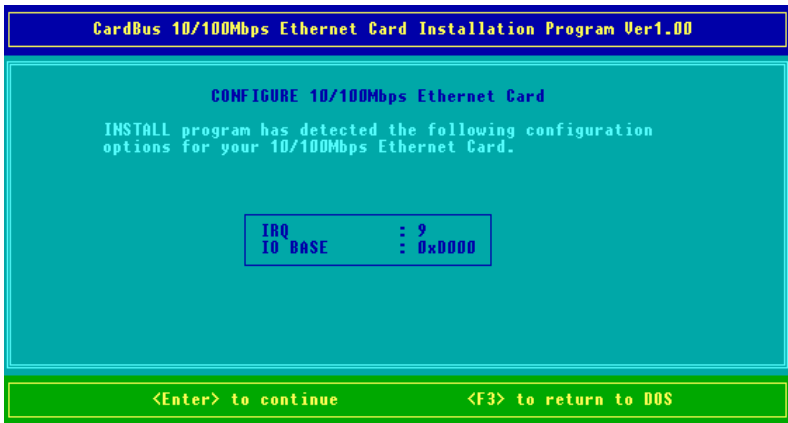 CardBus 10/100Mbps Ethernet Card Installation Program Ver1.00
CONFIGURE 10/100Mbps Ethernet Card
INSTALL program has detected the following configuration
options for your 10/100Mbps Ethernet Card.
IRQ : 9
IO BASE : 0xD000
<Enter> to continue <F3> to return to DOS